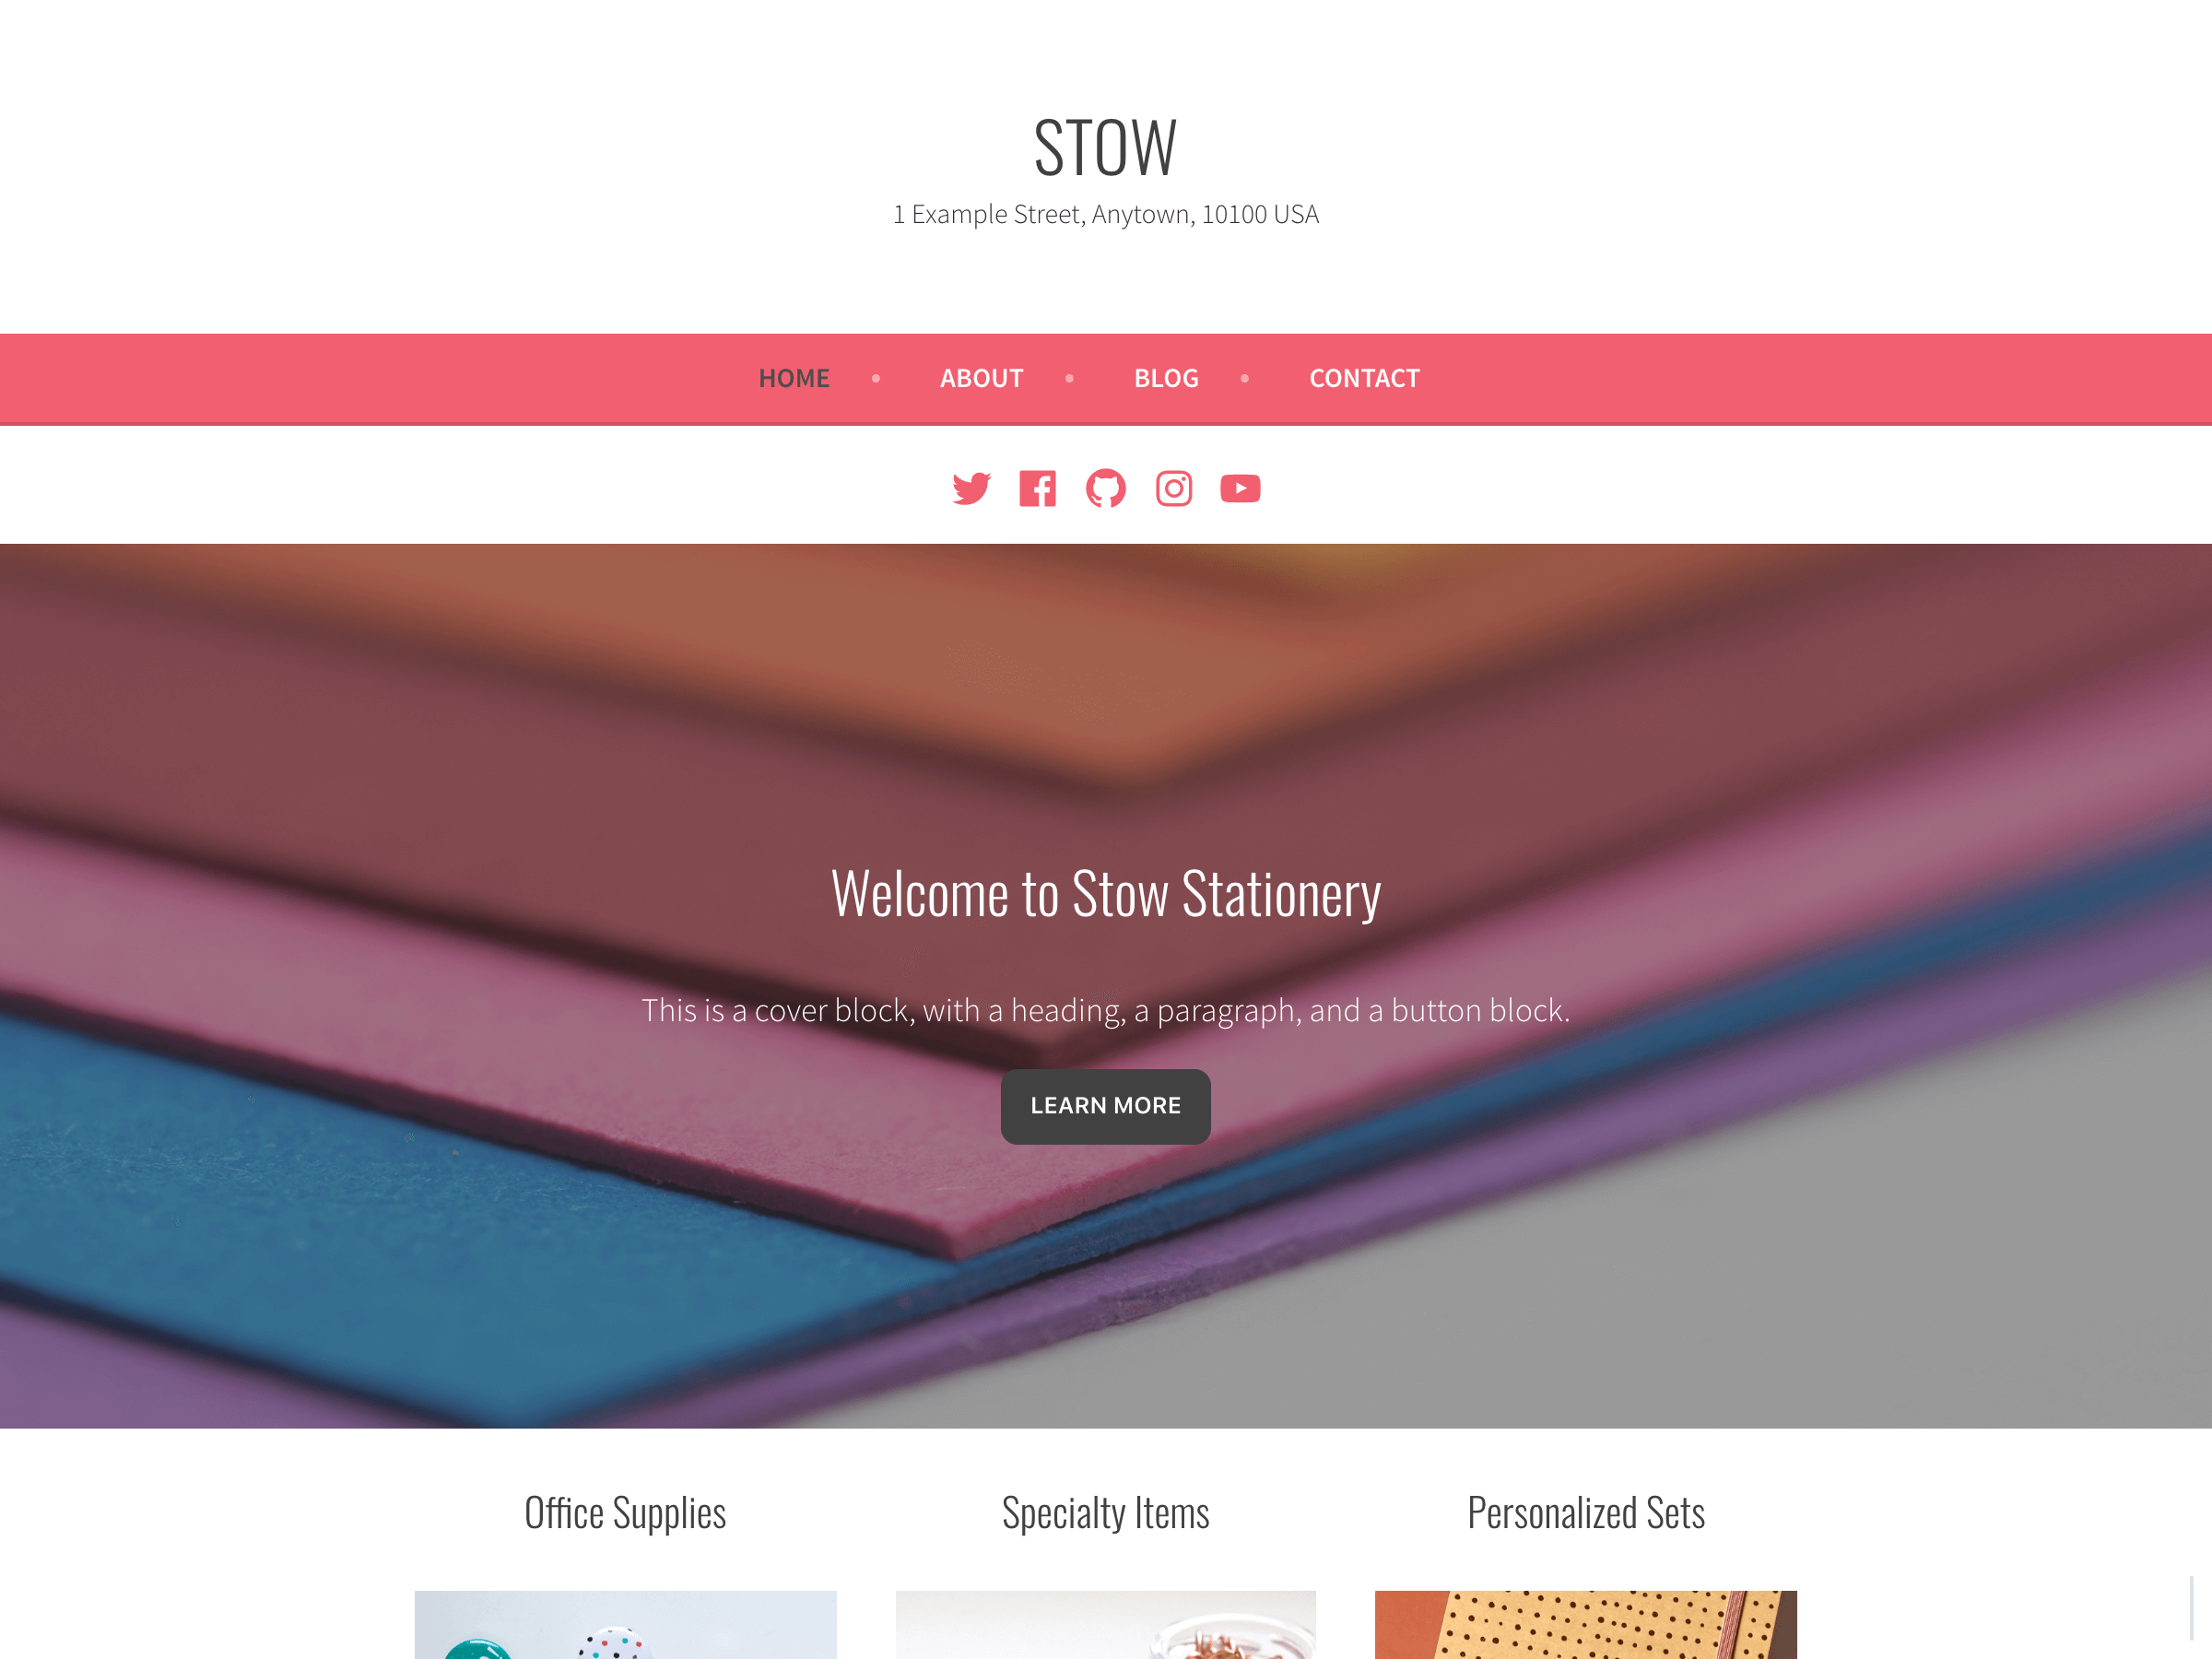 STOW
1 Example Street, Anytown, 10100 USA
HOME • ABOUT • BLOG • CONTACT
Welcome to Stow Stationery
This is a cover block, with a heading, a paragraph, and a button block.
LEARN MORE
Office Supplies
Specialty Items
Personalized Sets